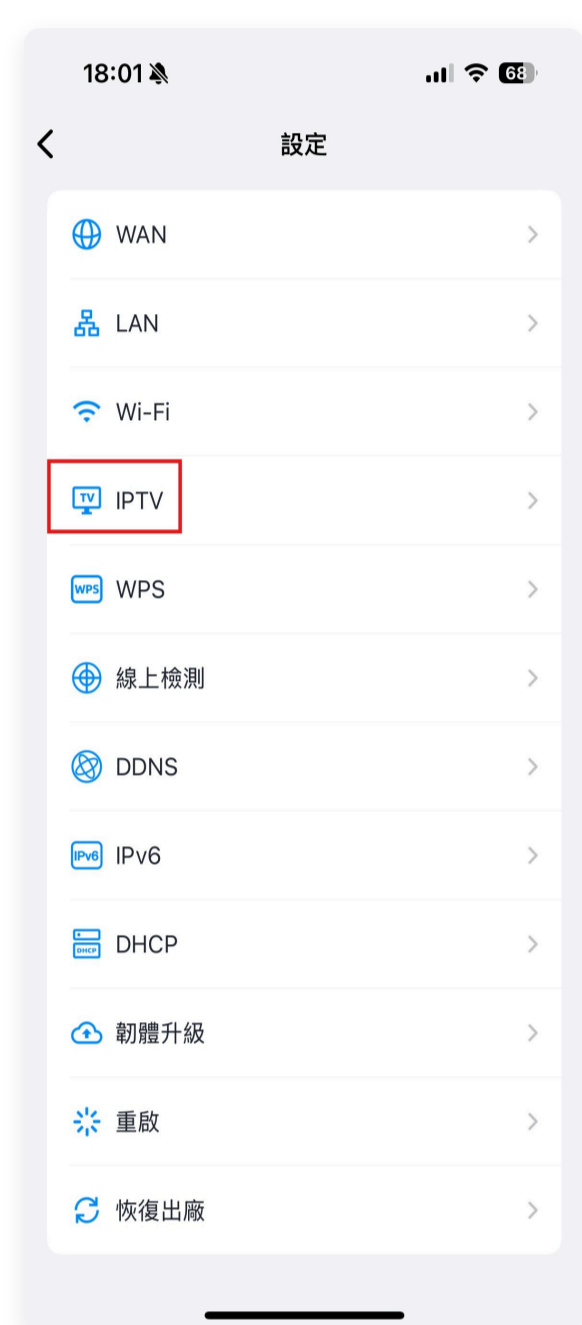 18:01
68
設定
WAN
LAN
Wi-Fi
TV IPTV
WPS WPS
線上檢測
DDNS
IPv6 IPv6
DHCP DHCP
韌體升級
重啟
恢復出廠